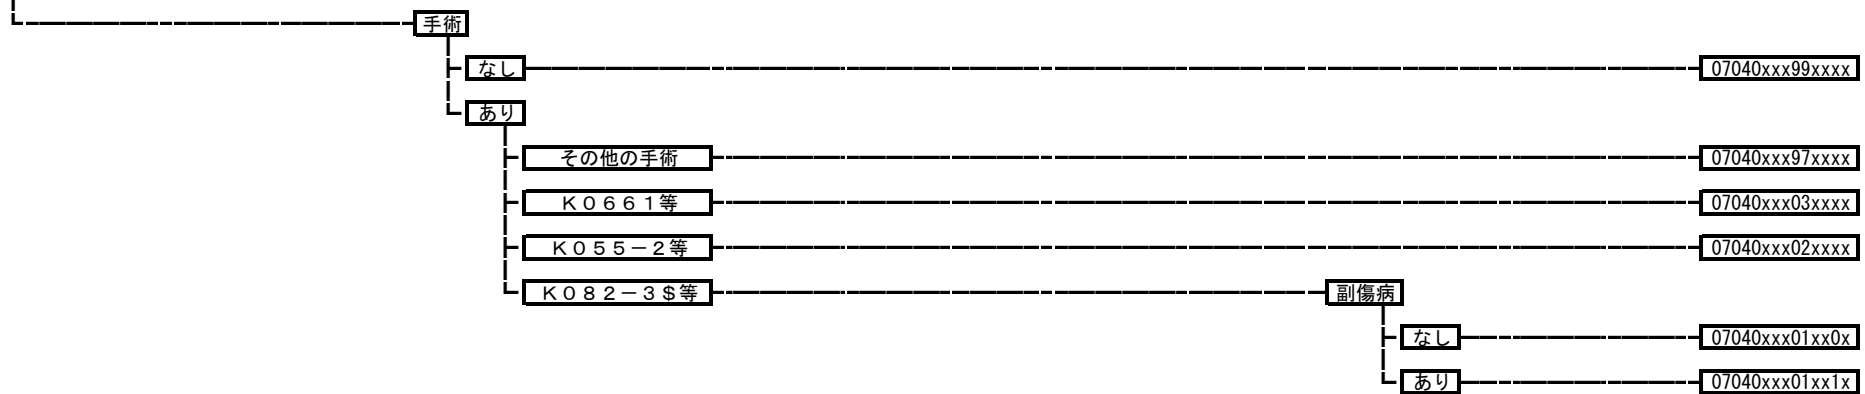 手術
なし 07040xxx99xxxx
あり
その他の手術 07040xxx97xxxx
Ｋ０６６１等 07040xxx03xxxx
Ｋ０５５－２等 07040xxx02xxxx
Ｋ０８２－３＄等 副傷病
なし 07040xxx01xx0x
あり 07040xxx01xx1x